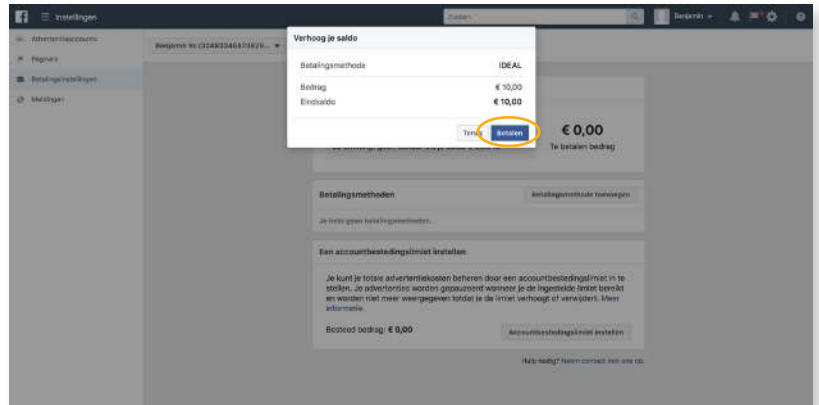 Instellingen
Zoeken
Benjamin
Advertentieaccounts
Pagina's
Betalingsinstellingen
Meldingen
Verhoog je saldo
Betalingsmethode iDEAL
Bedrag € 10,00
Eindsaldo € 10,00
Terug Betalen
€ 0,00
Te betalen bedrag
Betalingsmethoden
Betalingsmethode toevoegen
Je hebt geen betalingsmethoden.
Een accountbestedingslimiet instellen
Je kunt je totale advertentiekosten beheren door een accountbestedingslimiet in te
stellen. Je advertenties worden gepauzeerd wanneer je de ingestelde limiet bereikt
en worden niet meer weergegeven totdat je de limiet verhoogt of verwijdert. Meer
informatie.
Besteed bedrag: € 0,00
Accountbestedingslimiet instellen
Hulp nodig? Neem contact met ons op.